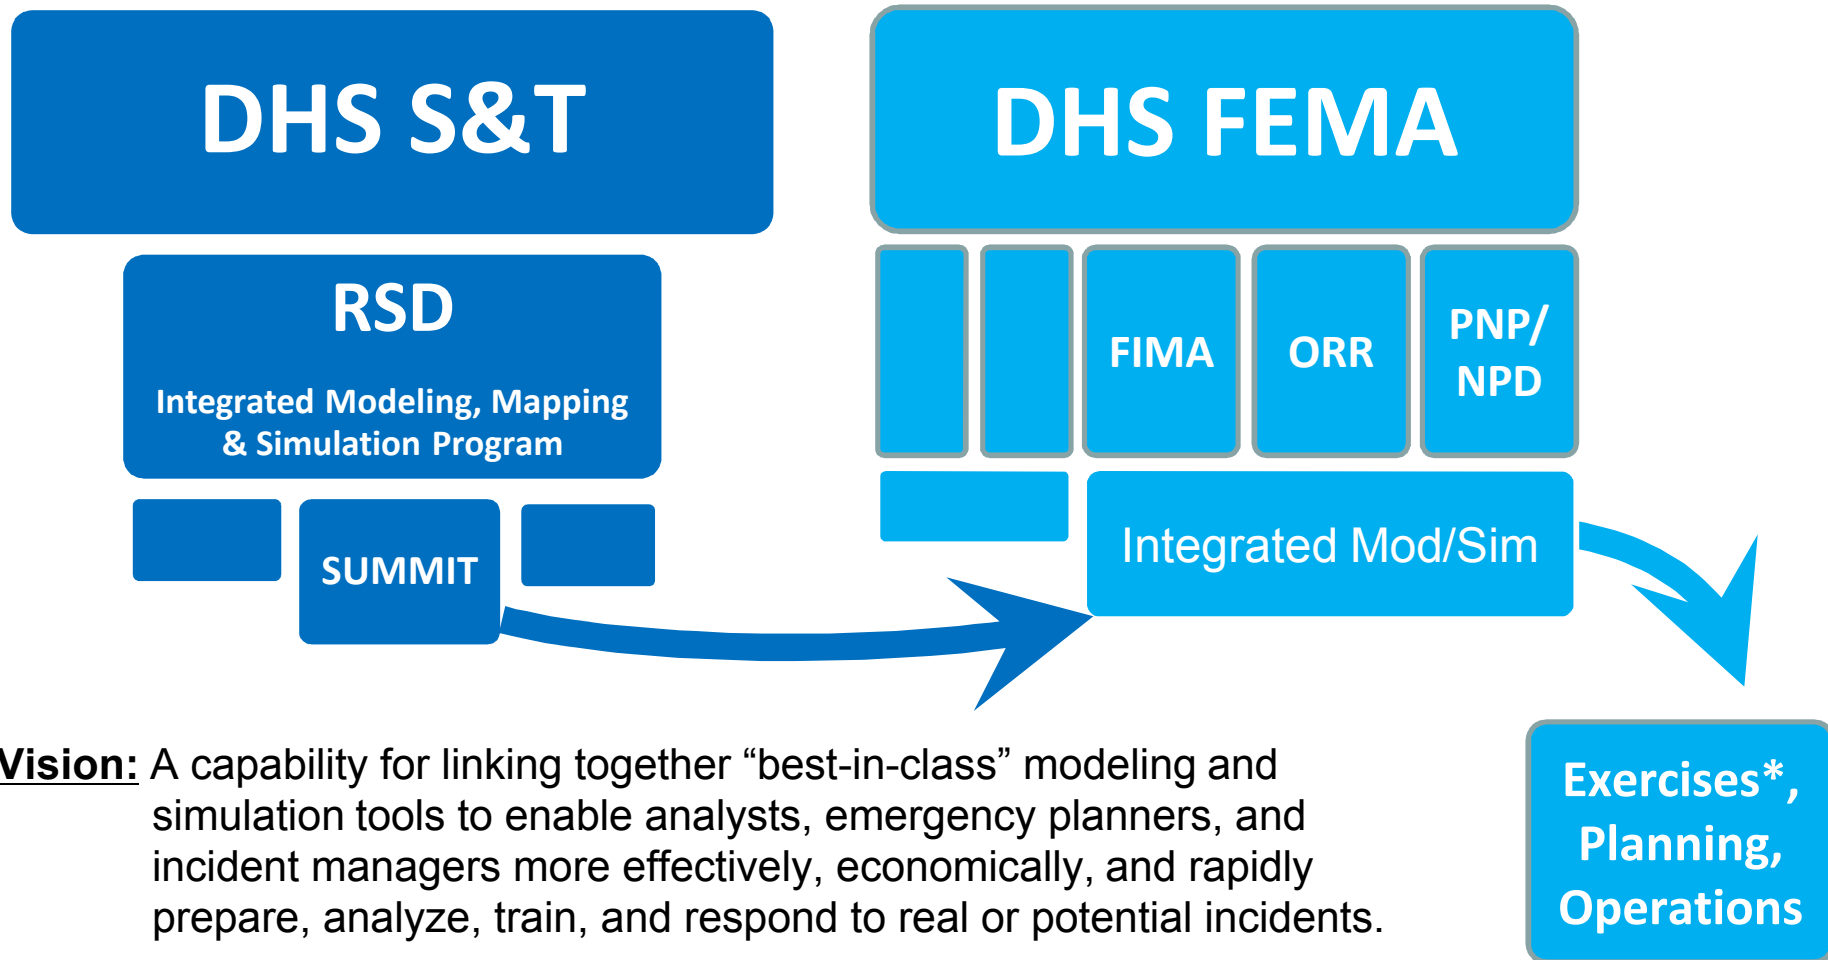 DHS S&T
DHS FEMA
RSD
Integrated Modeling, Mapping
& Simulation Program
FIMA
ORR
PNP/
NPD
SUMMIT
Integrated Mod/Sim
Vision: A capability for linking together “best-in-class” modeling and
simulation tools to enable analysts, emergency planners, and
incident managers more effectively, economically, and rapidly
prepare, analyze, train, and respond to real or potential incidents.
Exercises*,
Planning,
Operations